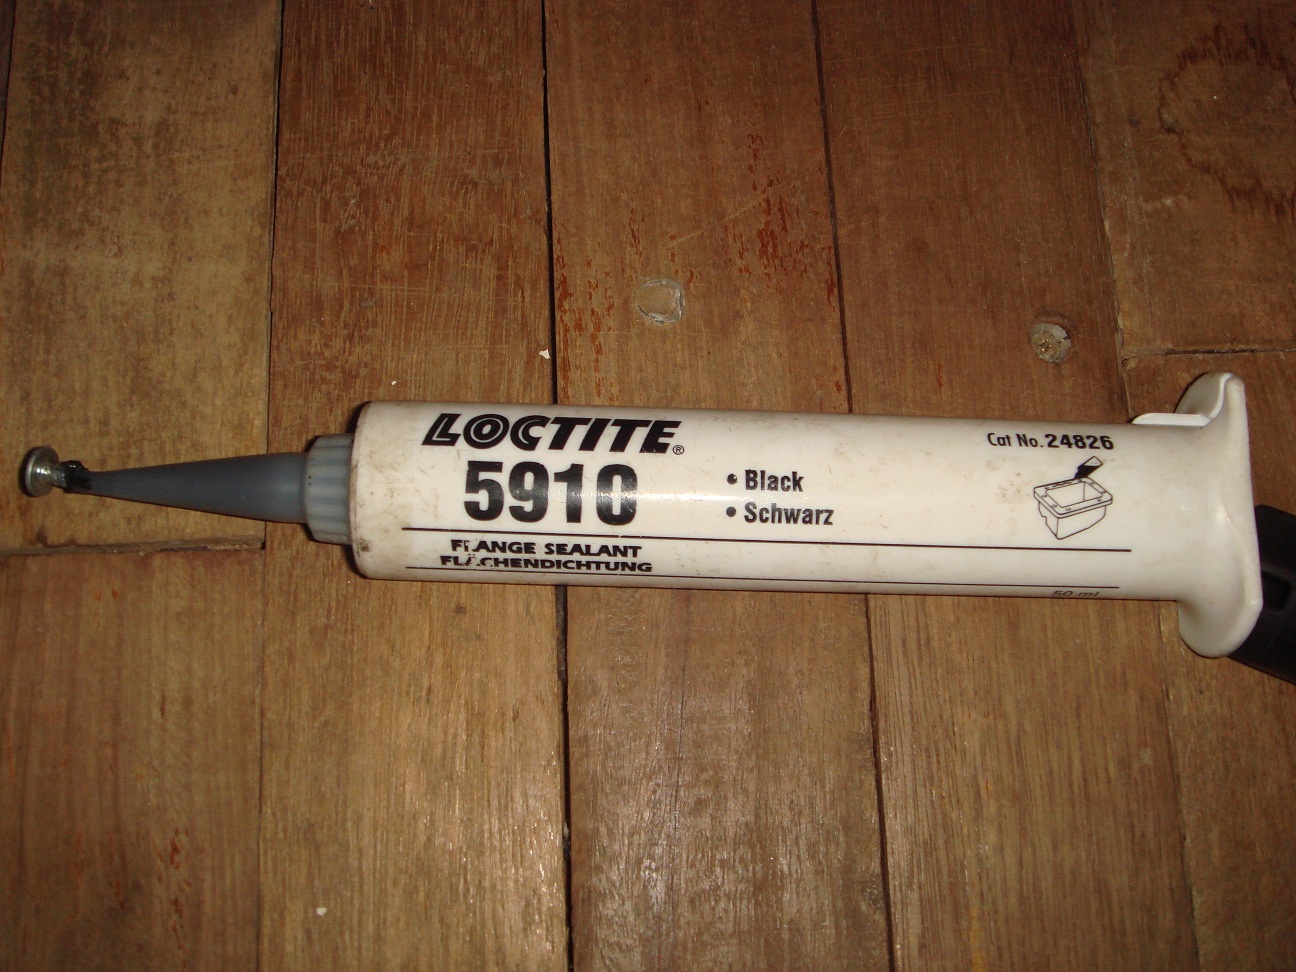 LOCTITE®
5910
• Black
• Schwarz
FLANGE SEALANT
FLÄCHENDICHTUNG
Cat No. 24826
50 ml